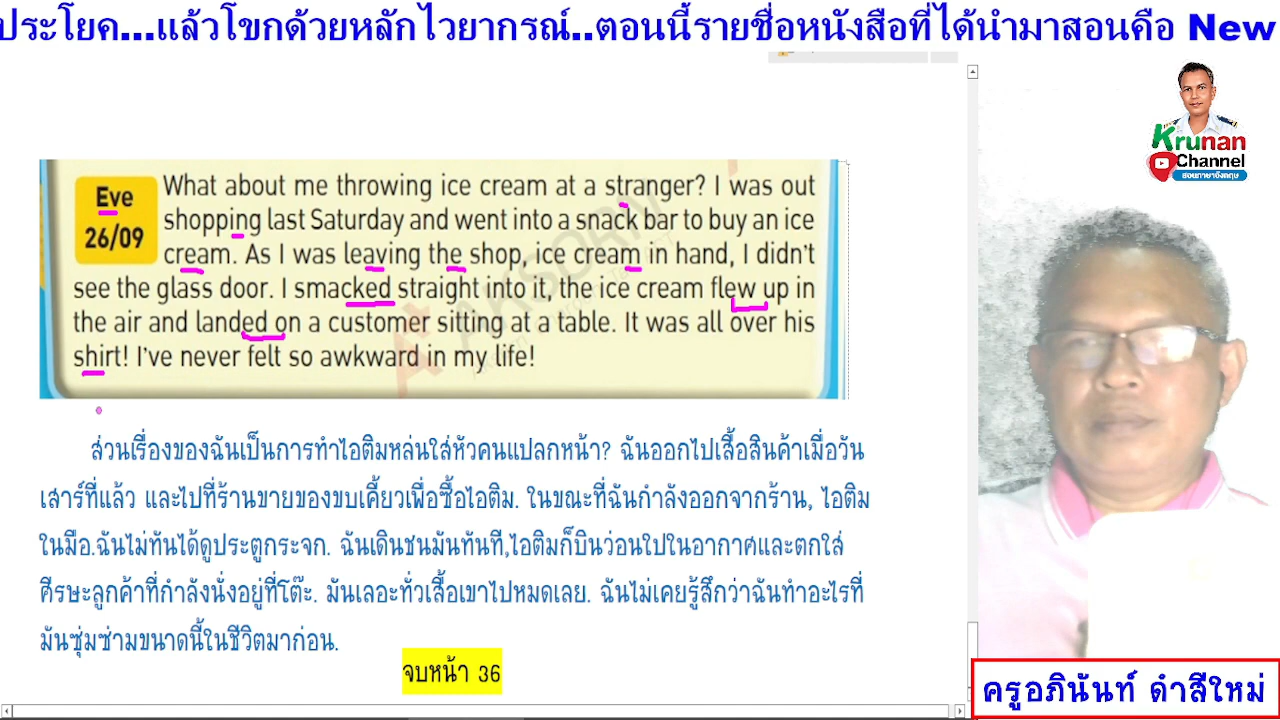 ประโยค...แล้วโขกด้วยหลักไวยากรณ์..ตอนนี้รายชื่อหนังสือที่ได้นำมาสอนคือ New
Krunan
Channel
สอนภาษาอังกฤษ
Eve
26/09
What about me throwing ice cream at a stranger? I was out
shopping last Saturday and went into a snack bar to buy an ice
cream. As I was leaving the shop, ice cream in hand, I didn't
see the glass door. I smacked straight into it, the ice cream flew up in
the air and landed on a customer sitting at a table. It was all over his
shirt! I've never felt so awkward in my life!
ส่วนเรื่องของฉันเป็นการทำไอติมหล่นใส่หัวคนแปลกหน้า? ฉันออกไปเสื้อสินค้าเมื่อวัน
เสาร์ที่แล้ว และไปที่ร้านขายของขบเคี้ยวเพื่อซื้อไอติม. ในขณะที่ฉันกำลังออกจากร้าน, ไอติม
ในมือ.ฉันไม่ทันได้ดูประตูกระจก. ฉันเดินชนมันทันที,ไอติมก็บินว่อนใปในอากาศและตกใส่
ศีรษะลูกค้าที่กำลังนั่งอยู่ที่โต๊ะ. มันเลอะทั่วเสื้อเขาไปหมดเลย. ฉันไม่เคยรู้สึกว่าฉันทำอะไรที่
มันซุ่มซ่ามขนาดนี้ในชีวิตมาก่อน.
จบหน้า 36
ครูอภินันท์ ดำสีใหม่